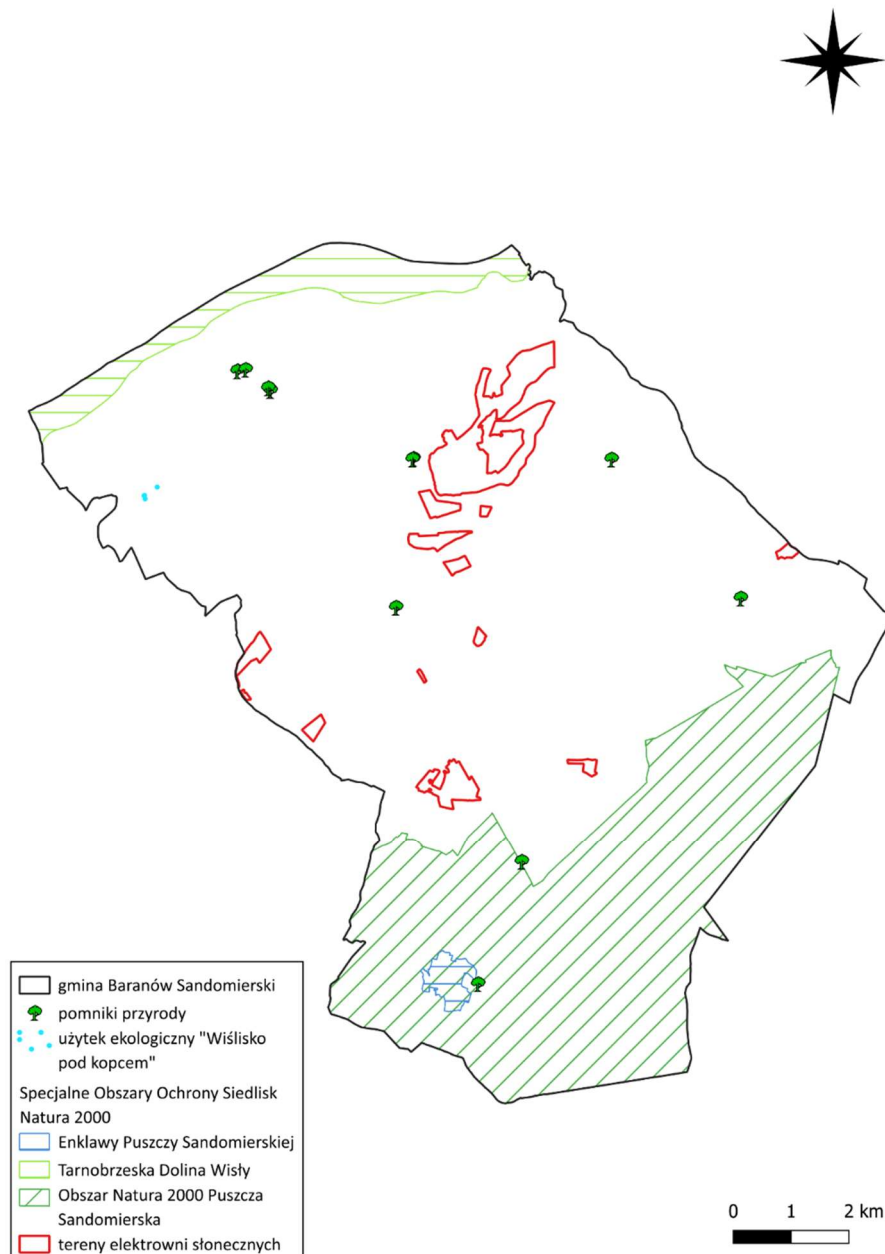 gmina Baranów Sandomierski
pomniki przyrody
użytek ekologiczny "Wiślisko
pod kopcem"
Specjalne Obszary Ochrony Siedlisk
Natura 2000
Enklawy Puszczy Sandomierskiej
Tarnobrzeska Dolina Wisły
Obszar Natura 2000 Puszcza
Sandomierska
tereny elektrowni słonecznych
0 1 2 km